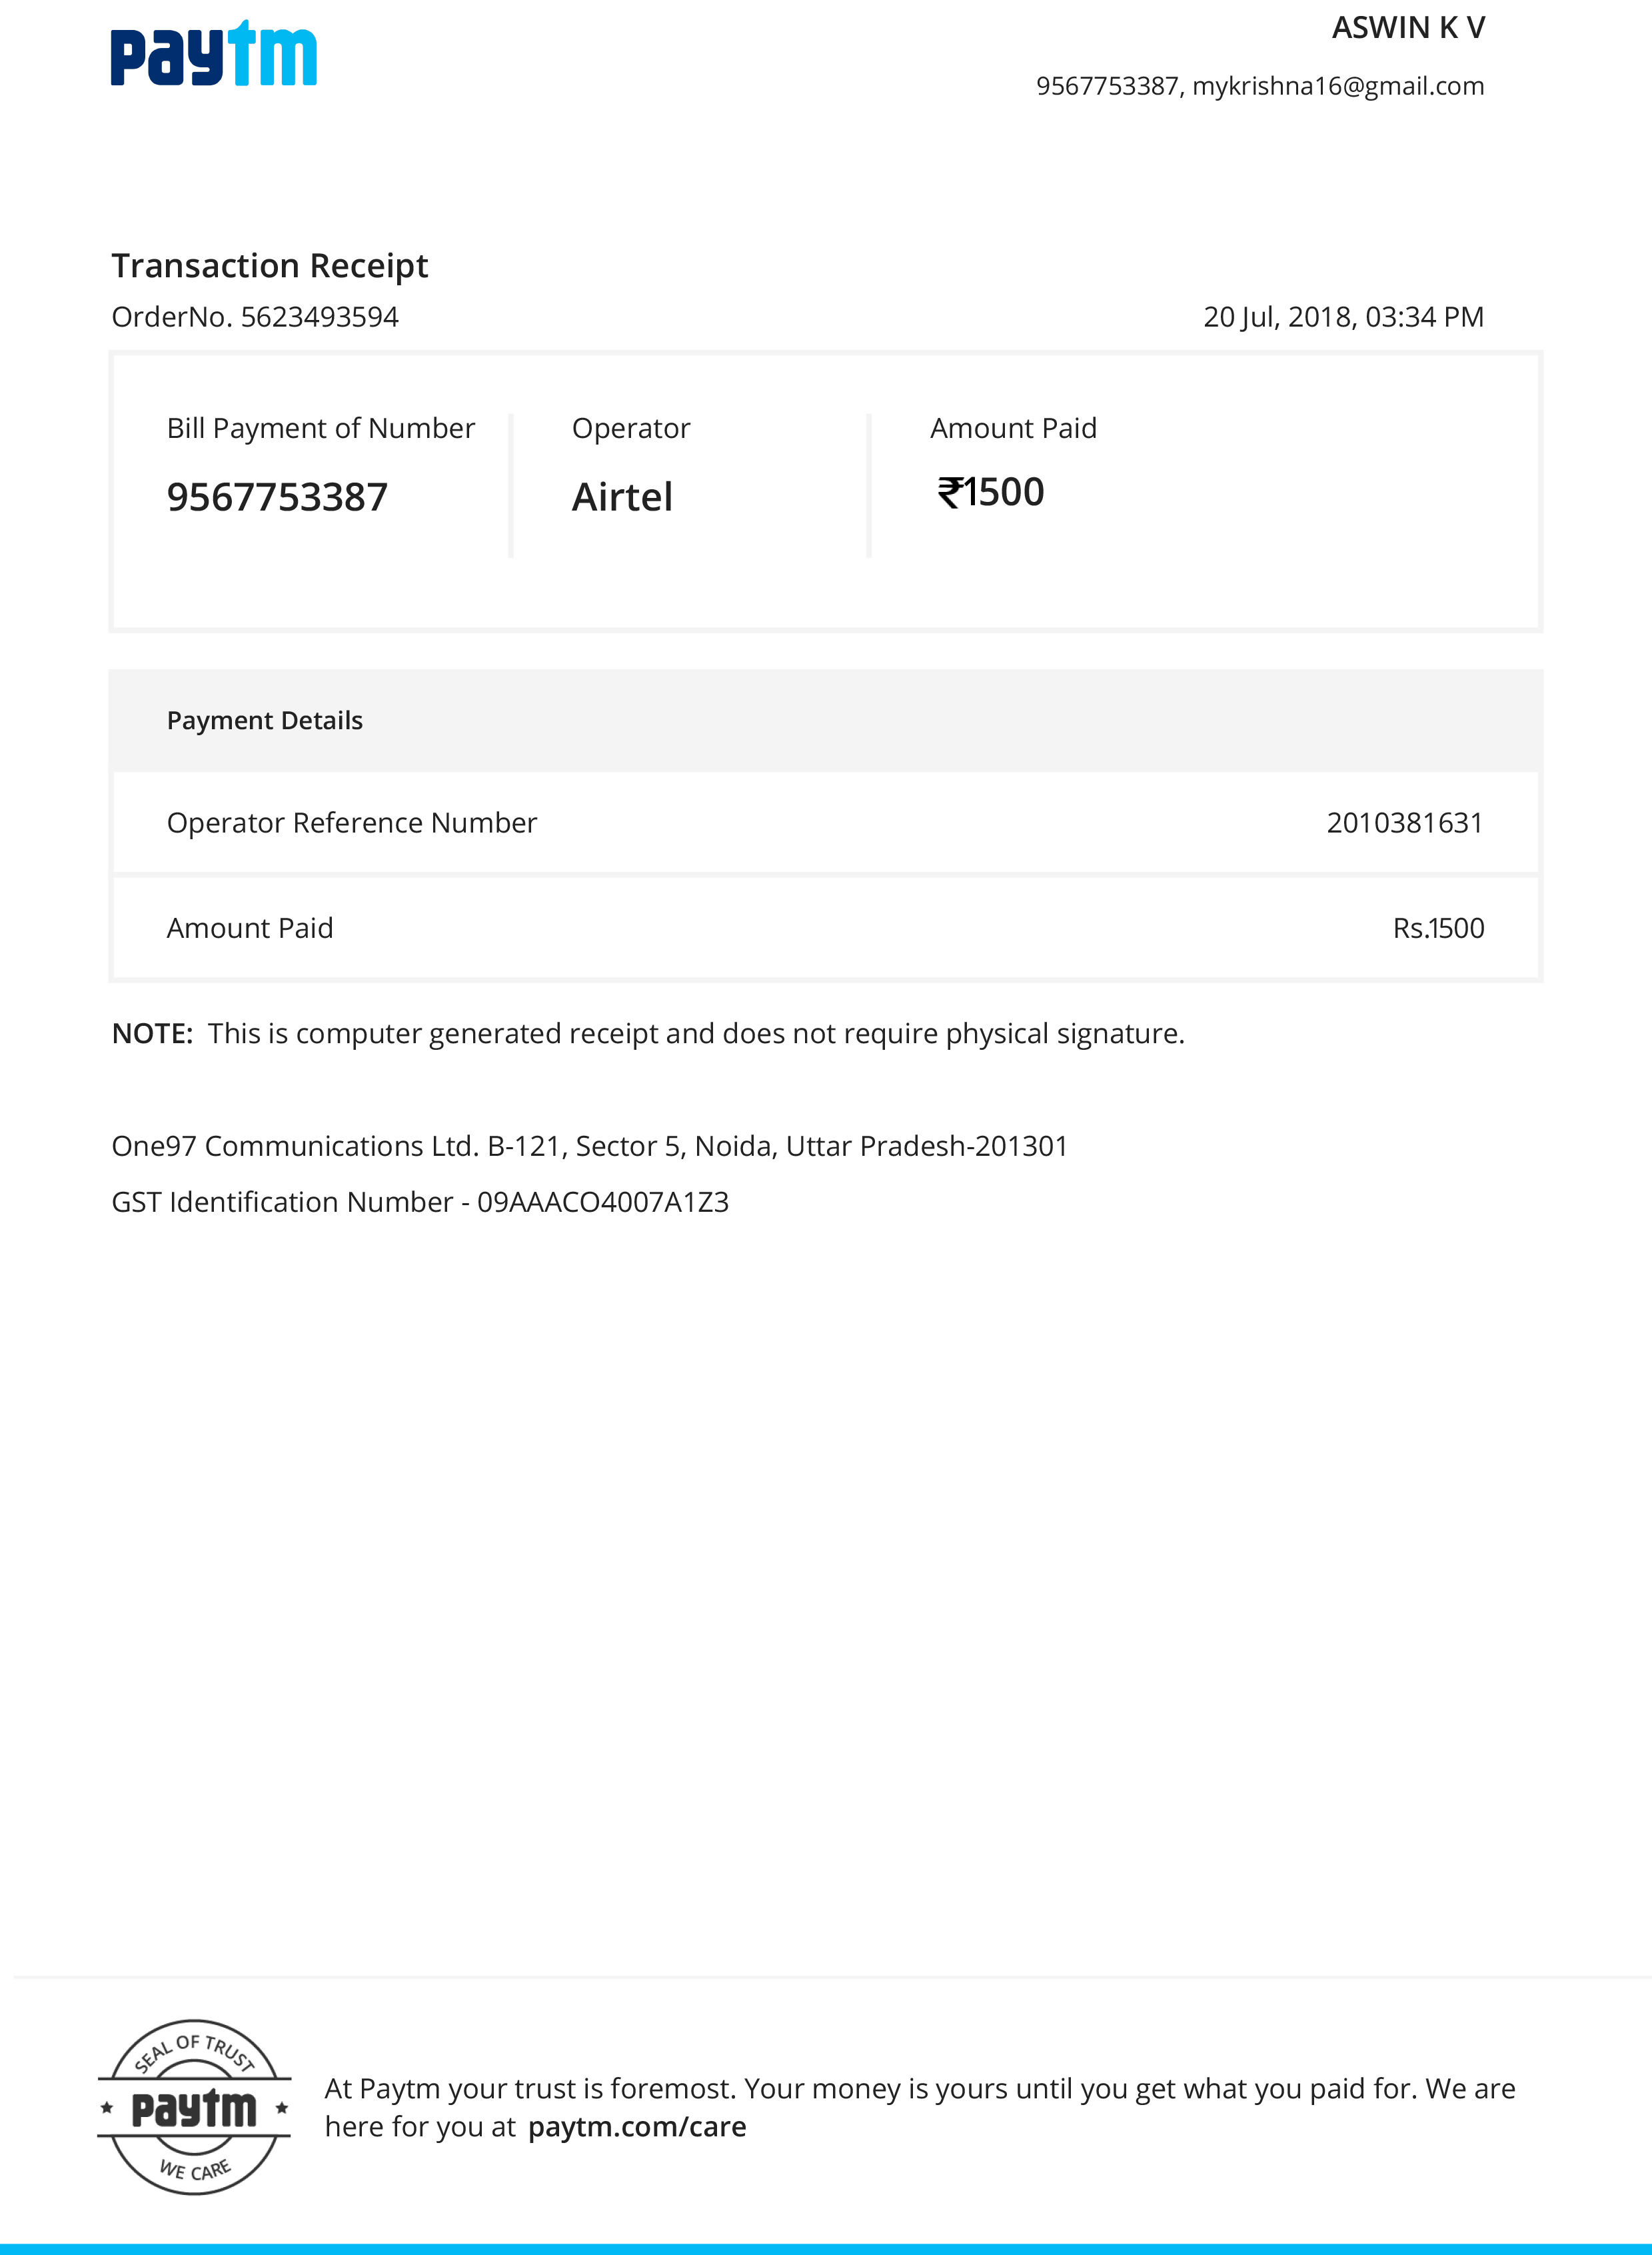 paytm
ASWIN K V
9567753387, mykrishna16@gmail.com
Transaction Receipt
OrderNo. 5623493594
20 Jul, 2018, 03:34 PM
Bill Payment of Number
Operator
Amount Paid
9567753387
Airtel
₹1500
Payment Details
Operator Reference Number
2010381631
Amount Paid
Rs.1500
NOTE: This is computer generated receipt and does not require physical signature.
One97 Communications Ltd. B-121, Sector 5, Noida, Uttar Pradesh-201301
GST Identification Number - 09AAACO4007A1Z3
SEAL OF TRUST
paytm
WE CARE
At Paytm your trust is foremost. Your money is yours until you get what you paid for. We are
here for you at paytm.com/care